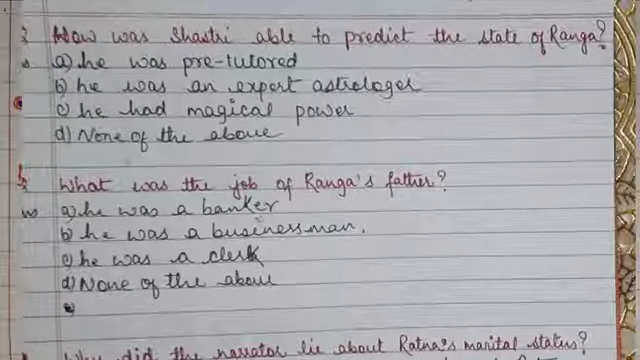 How was Shastri able to predict the state of Ranga?
a) he was pre-tutored
b) he was an expert astrologer
c) he had magical power
d) None of the above
What was the job of Ranga's father?
a) he was a banker
b) he was a businessman.
c) he was a clerk
d) None of the above
Why did the narrator lie about Ratna's marital status?